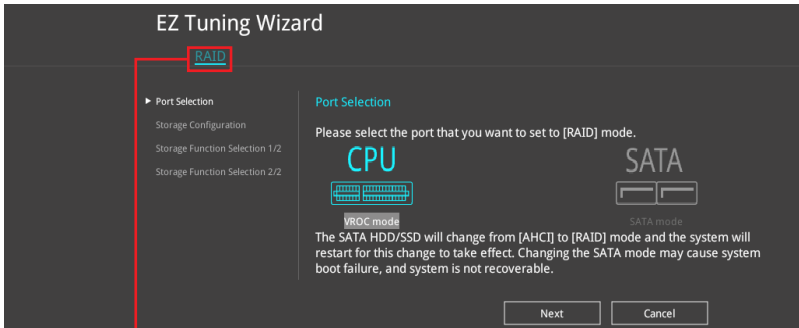 EZ Tuning Wizard
RAID
Port Selection
Storage Configuration
Storage Function Selection 1/2
Storage Function Selection 2/2
Port Selection
Please select the port that you want to set to [RAID] mode.
CPU
SATA
VROC mode
SATA mode
The SATA HDD/SSD will change from [AHCI] to [RAID] mode and the system will
restart for this change to take effect. Changing the SATA mode may cause system
boot failure, and system is not recoverable.
Next
Cancel